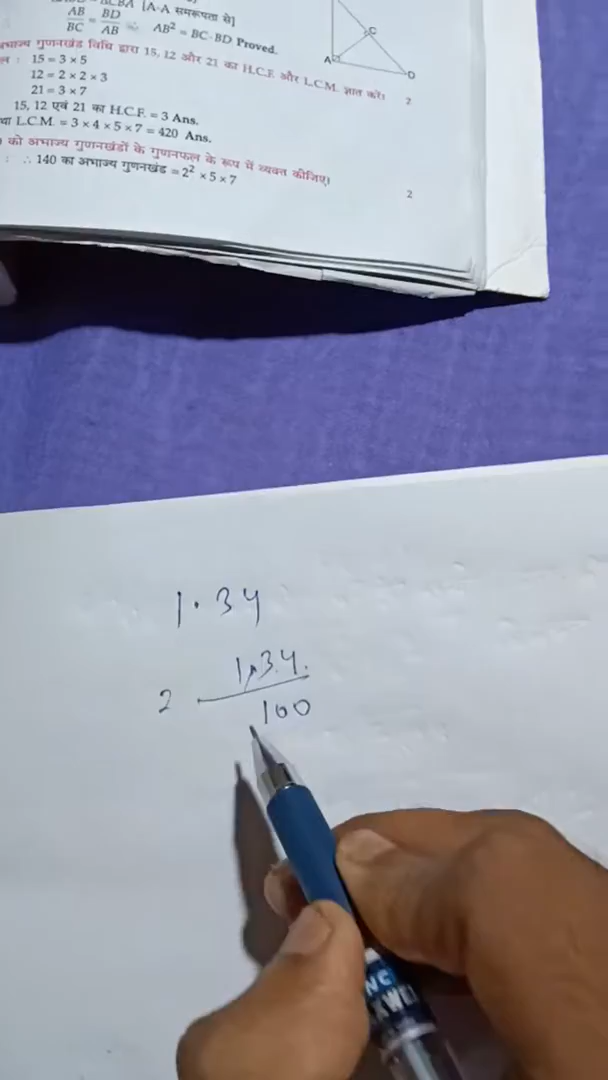 BCBA [A-A समरूपता से]
AB/BC = BD/AB ∴ AB² = BC·BD Proved.
अभाज्य गुणनखंड विधि द्वारा 15, 12 और 21 का H.C.F. और L.C.M. ज्ञात करें। 2
15 = 3 × 5
12 = 2 × 2 × 3
21 = 3 × 7
15, 12 एवं 21 का H.C.F. = 3 Ans.
L.C.M. = 3 × 4 × 5 × 7 = 420 Ans.
को अभाज्य गुणनखंडों के गुणनफल के रूप में व्यक्त कीजिए। 2
: ∴ 140 का अभाज्य गुणनखंड = 2² × 5 × 7
A C D
1.34
1.34.
2
100